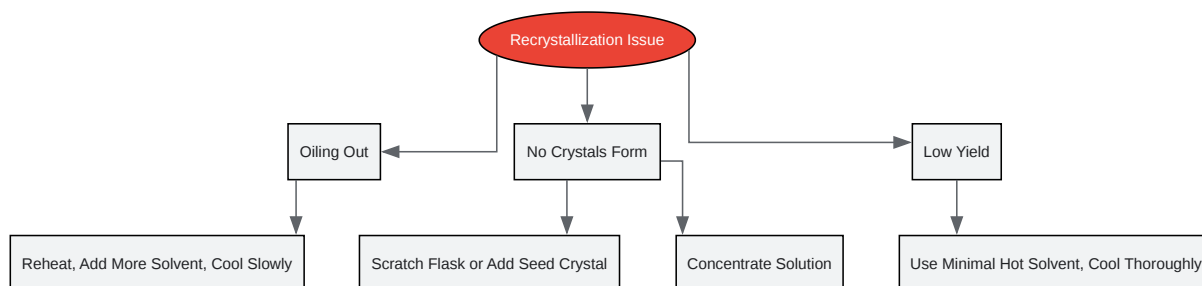 Recrystallization Issue
Oiling Out
No Crystals Form
Low Yield
Reheat, Add More Solvent, Cool Slowly
Scratch Flask or Add Seed Crystal
Concentrate Solution
Use Minimal Hot Solvent, Cool Thoroughly